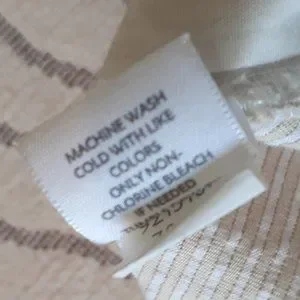 MACHINE WASH
COLD WITH LIKE
COLORS
ONLY NON-
CHLORINE BLEACH
IF NEEDED